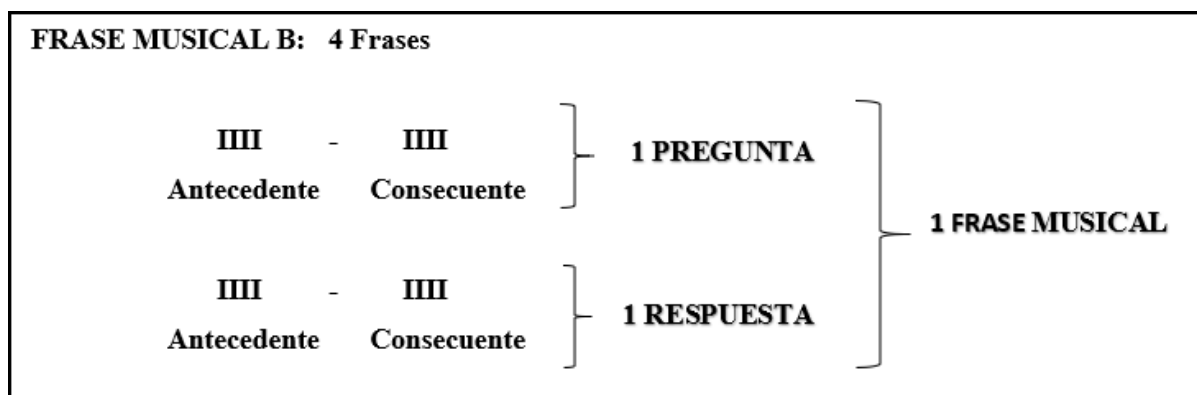 FRASE MUSICAL B: 4 Frases
IIII - IIII
1 PREGUNTA
Antecedente Consecuente
1 FRASE MUSICAL
IIII - IIII
1 RESPUESTA
Antecedente Consecuente